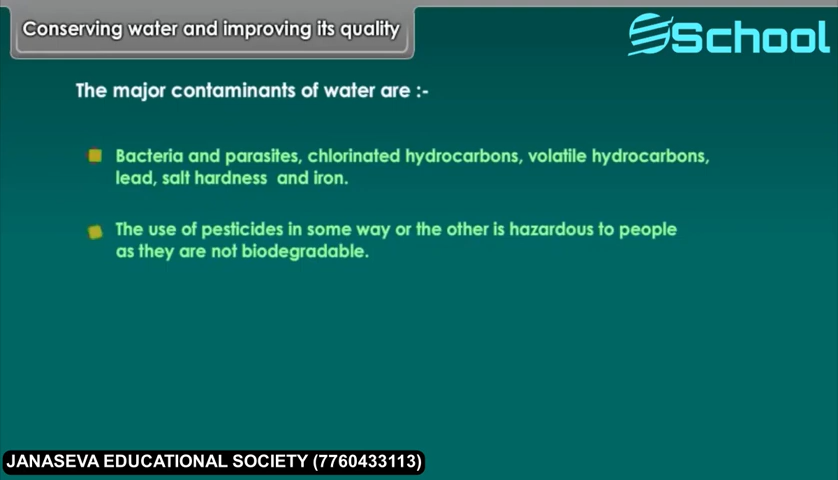 Conserving water and improving its quality
School
The major contaminants of water are :-
Bacteria and parasites, chlorinated hydrocarbons, volatile hydrocarbons,
lead, salt hardness and iron.
The use of pesticides in some way or the other is hazardous to people
as they are not biodegradable.
JANASEVA EDUCATIONAL SOCIETY (7760433113)